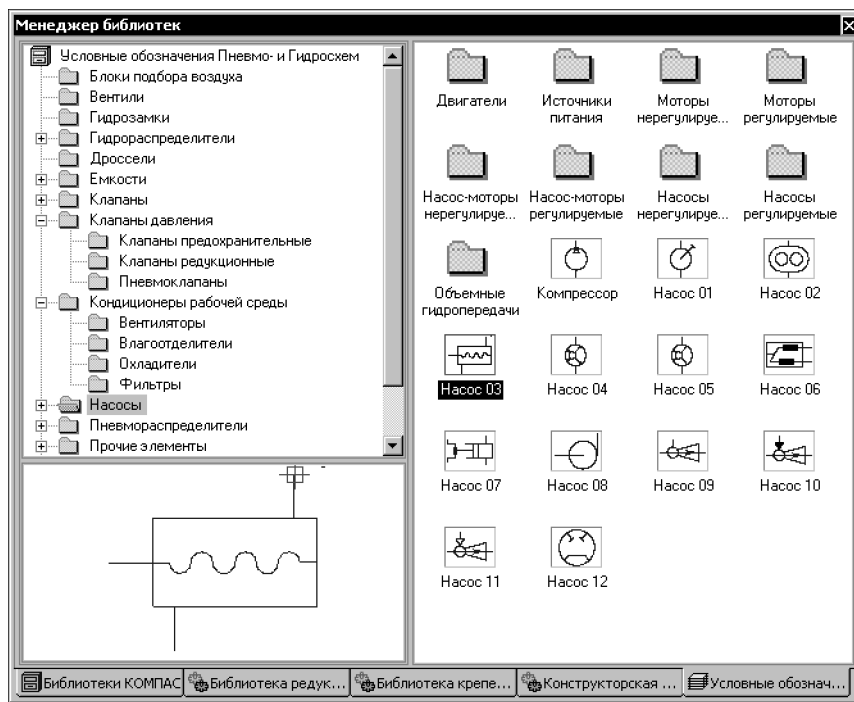 Менеджер библиотек
Условные обозначения Пневмо- и Гидросхем
Блоки подбора воздуха
Вентили
Гидрозамки
Гидрораспределители
Дроссели
Емкости
Клапаны
Клапаны давления
Клапаны предохранительные
Клапаны редукционные
Пневмоклапаны
Кондиционеры рабочей среды
Вентиляторы
Влагоотделители
Охладители
Фильтры
Насосы
Пневмораспределители
Прочие элементы
Двигатели
Источники питания
Моторы нерегулируе...
Моторы регулируемые
Насос-моторы нерегулируе...
Насос-моторы регулируемые
Насосы нерегулируе...
Насосы регулируемые
Объемные гидропередачи
Компрессор
Насос 01
Насос 02
Насос 03
Насос 04
Насос 05
Насос 06
Насос 07
Насос 08
Насос 09
Насос 10
Насос 11
Насос 12
Библиотеки КОМПАС
Библиотека редук...
Библиотека крепе...
Конструкторская ...
Условные обознач...